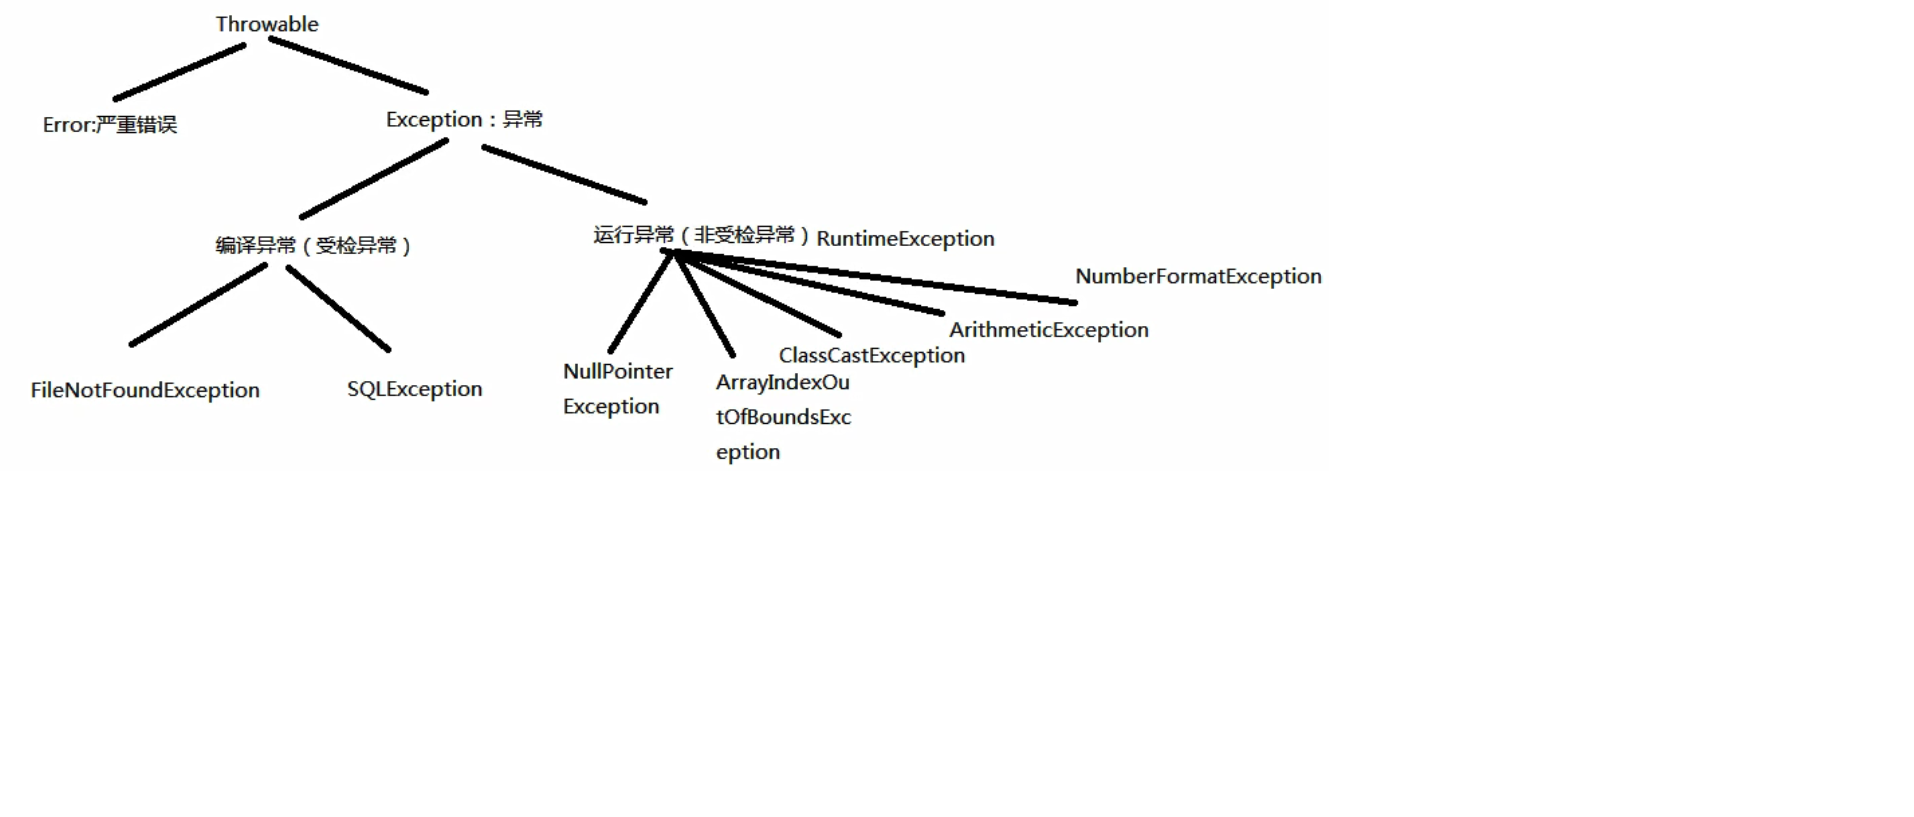 Throwable
Error:严重错误
Exception：异常
编译异常（受检异常）
运行异常（非受检异常）RuntimeException
NumberFormatException
ArithmeticException
ClassCastException
FileNotFoundException
SQLException
NullPointer
Exception
ArrayIndexOu
tOfBoundsExc
eption